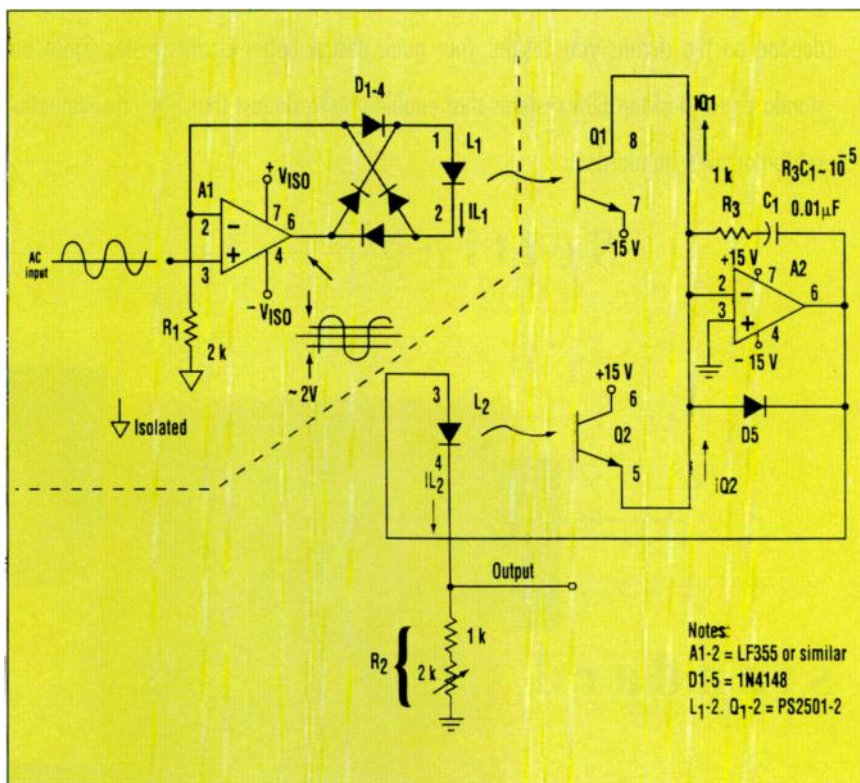 D1-4
1
L1
A1
+ VISO
2
7
6
3
4
- VISO
2
IL1
AC
input
R1
2 k
~ 2V
Isolated
IQ1
Q1
8
7
-15 V
1 k
R3C1~10-5
R3
C1
0.01µF
+15 V
A2
2
7
6
3
4
- 15 V
3
L2
4
IL2
+15 V
6
Q2
5
D5
IQ2
Output
R2
1 k
2 k
Notes:
A1-2 = LF355 or similar
D1-5 = 1N4148
L1-2. Q1-2 = PS2501-2